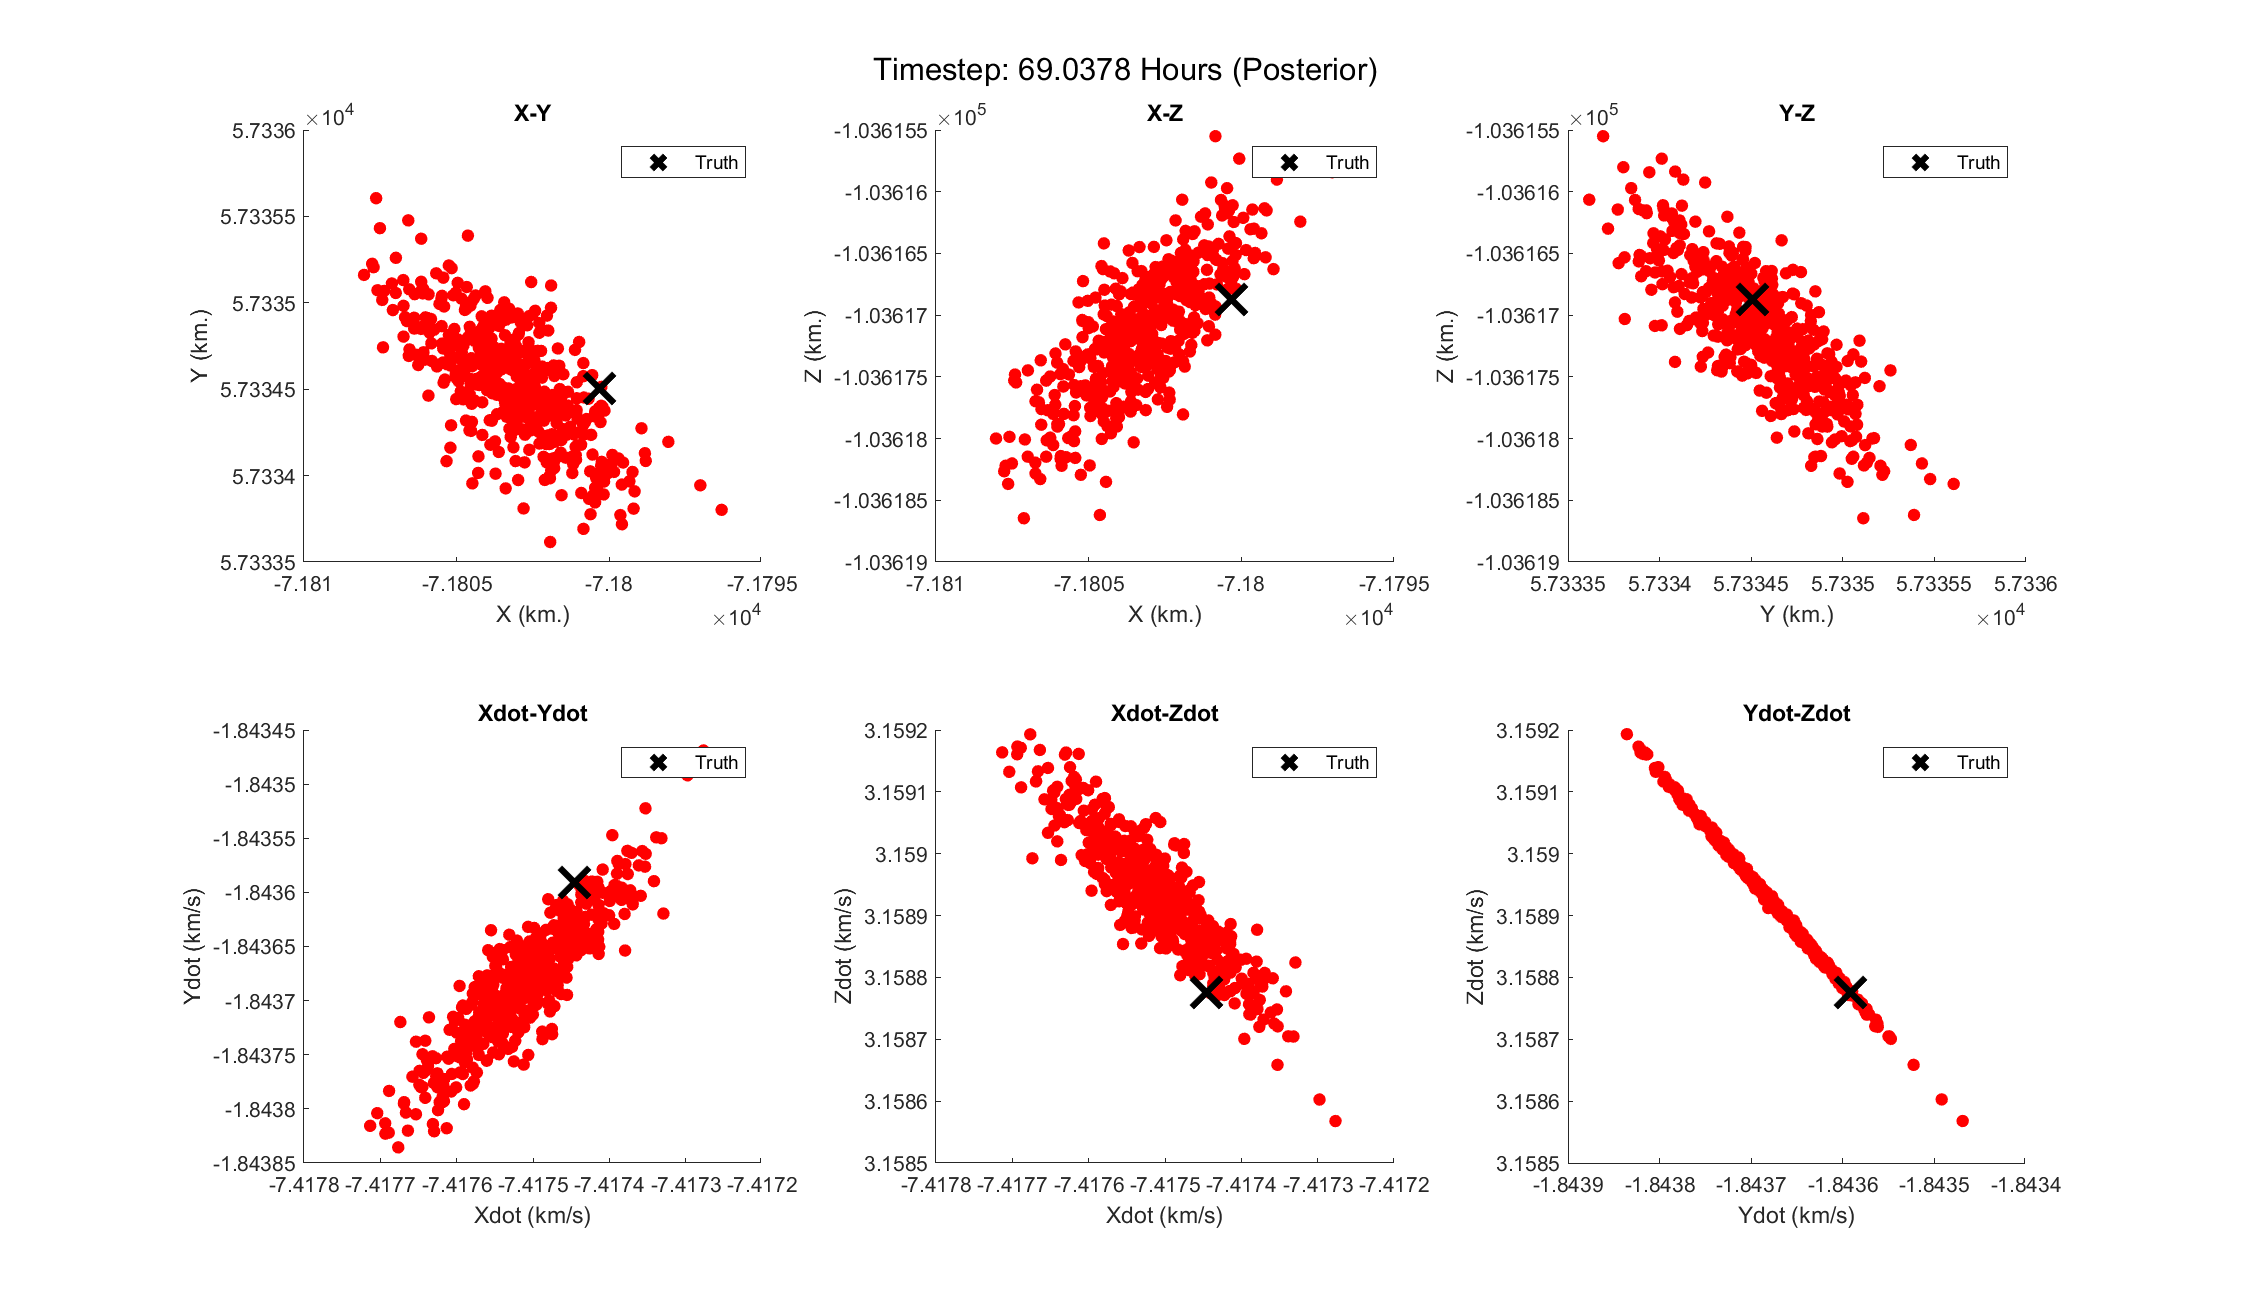 Timestep: 69.0378 Hours (Posterior)
X-Y
×10^4
5.7336
5.73355
5.7335
5.73345
5.7334
5.73335
Y (km.)
Truth
-7.181 -7.1805 -7.18 -7.1795
X (km.)
×10^4
X-Z
×10^5
-1.036155
-1.03616
-1.036165
-1.03617
-1.036175
-1.03618
-1.036185
-1.03619
Z (km.)
Truth
-7.181 -7.1805 -7.18 -7.1795
X (km.)
×10^4
Y-Z
×10^5
-1.036155
-1.03616
-1.036165
-1.03617
-1.036175
-1.03618
-1.036185
-1.03619
Z (km.)
Truth
5.73335 5.7334 5.73345 5.7335 5.73355 5.7336
Y (km.)
×10^4
Xdot-Ydot
-1.84345
-1.8435
-1.84355
-1.8436
-1.84365
-1.8437
-1.84375
-1.8438
-1.84385
Ydot (km/s)
Truth
-7.4178 -7.4177 -7.4176 -7.4175 -7.4174 -7.4173 -7.4172
Xdot (km/s)
Xdot-Zdot
3.1592
3.1591
3.159
3.1589
3.1588
3.1587
3.1586
3.1585
Zdot (km/s)
Truth
-7.4178 -7.4177 -7.4176 -7.4175 -7.4174 -7.4173 -7.4172
Xdot (km/s)
Ydot-Zdot
3.1592
3.1591
3.159
3.1589
3.1588
3.1587
3.1586
3.1585
Zdot (km/s)
Truth
-1.8439 -1.8438 -1.8437 -1.8436 -1.8435 -1.8434
Ydot (km/s)